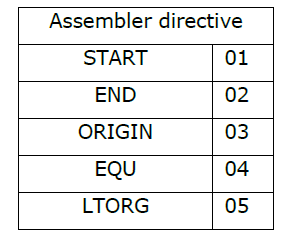 Assembler directive
START 01
END 02
ORIGIN 03
EQU 04
LTORG 05